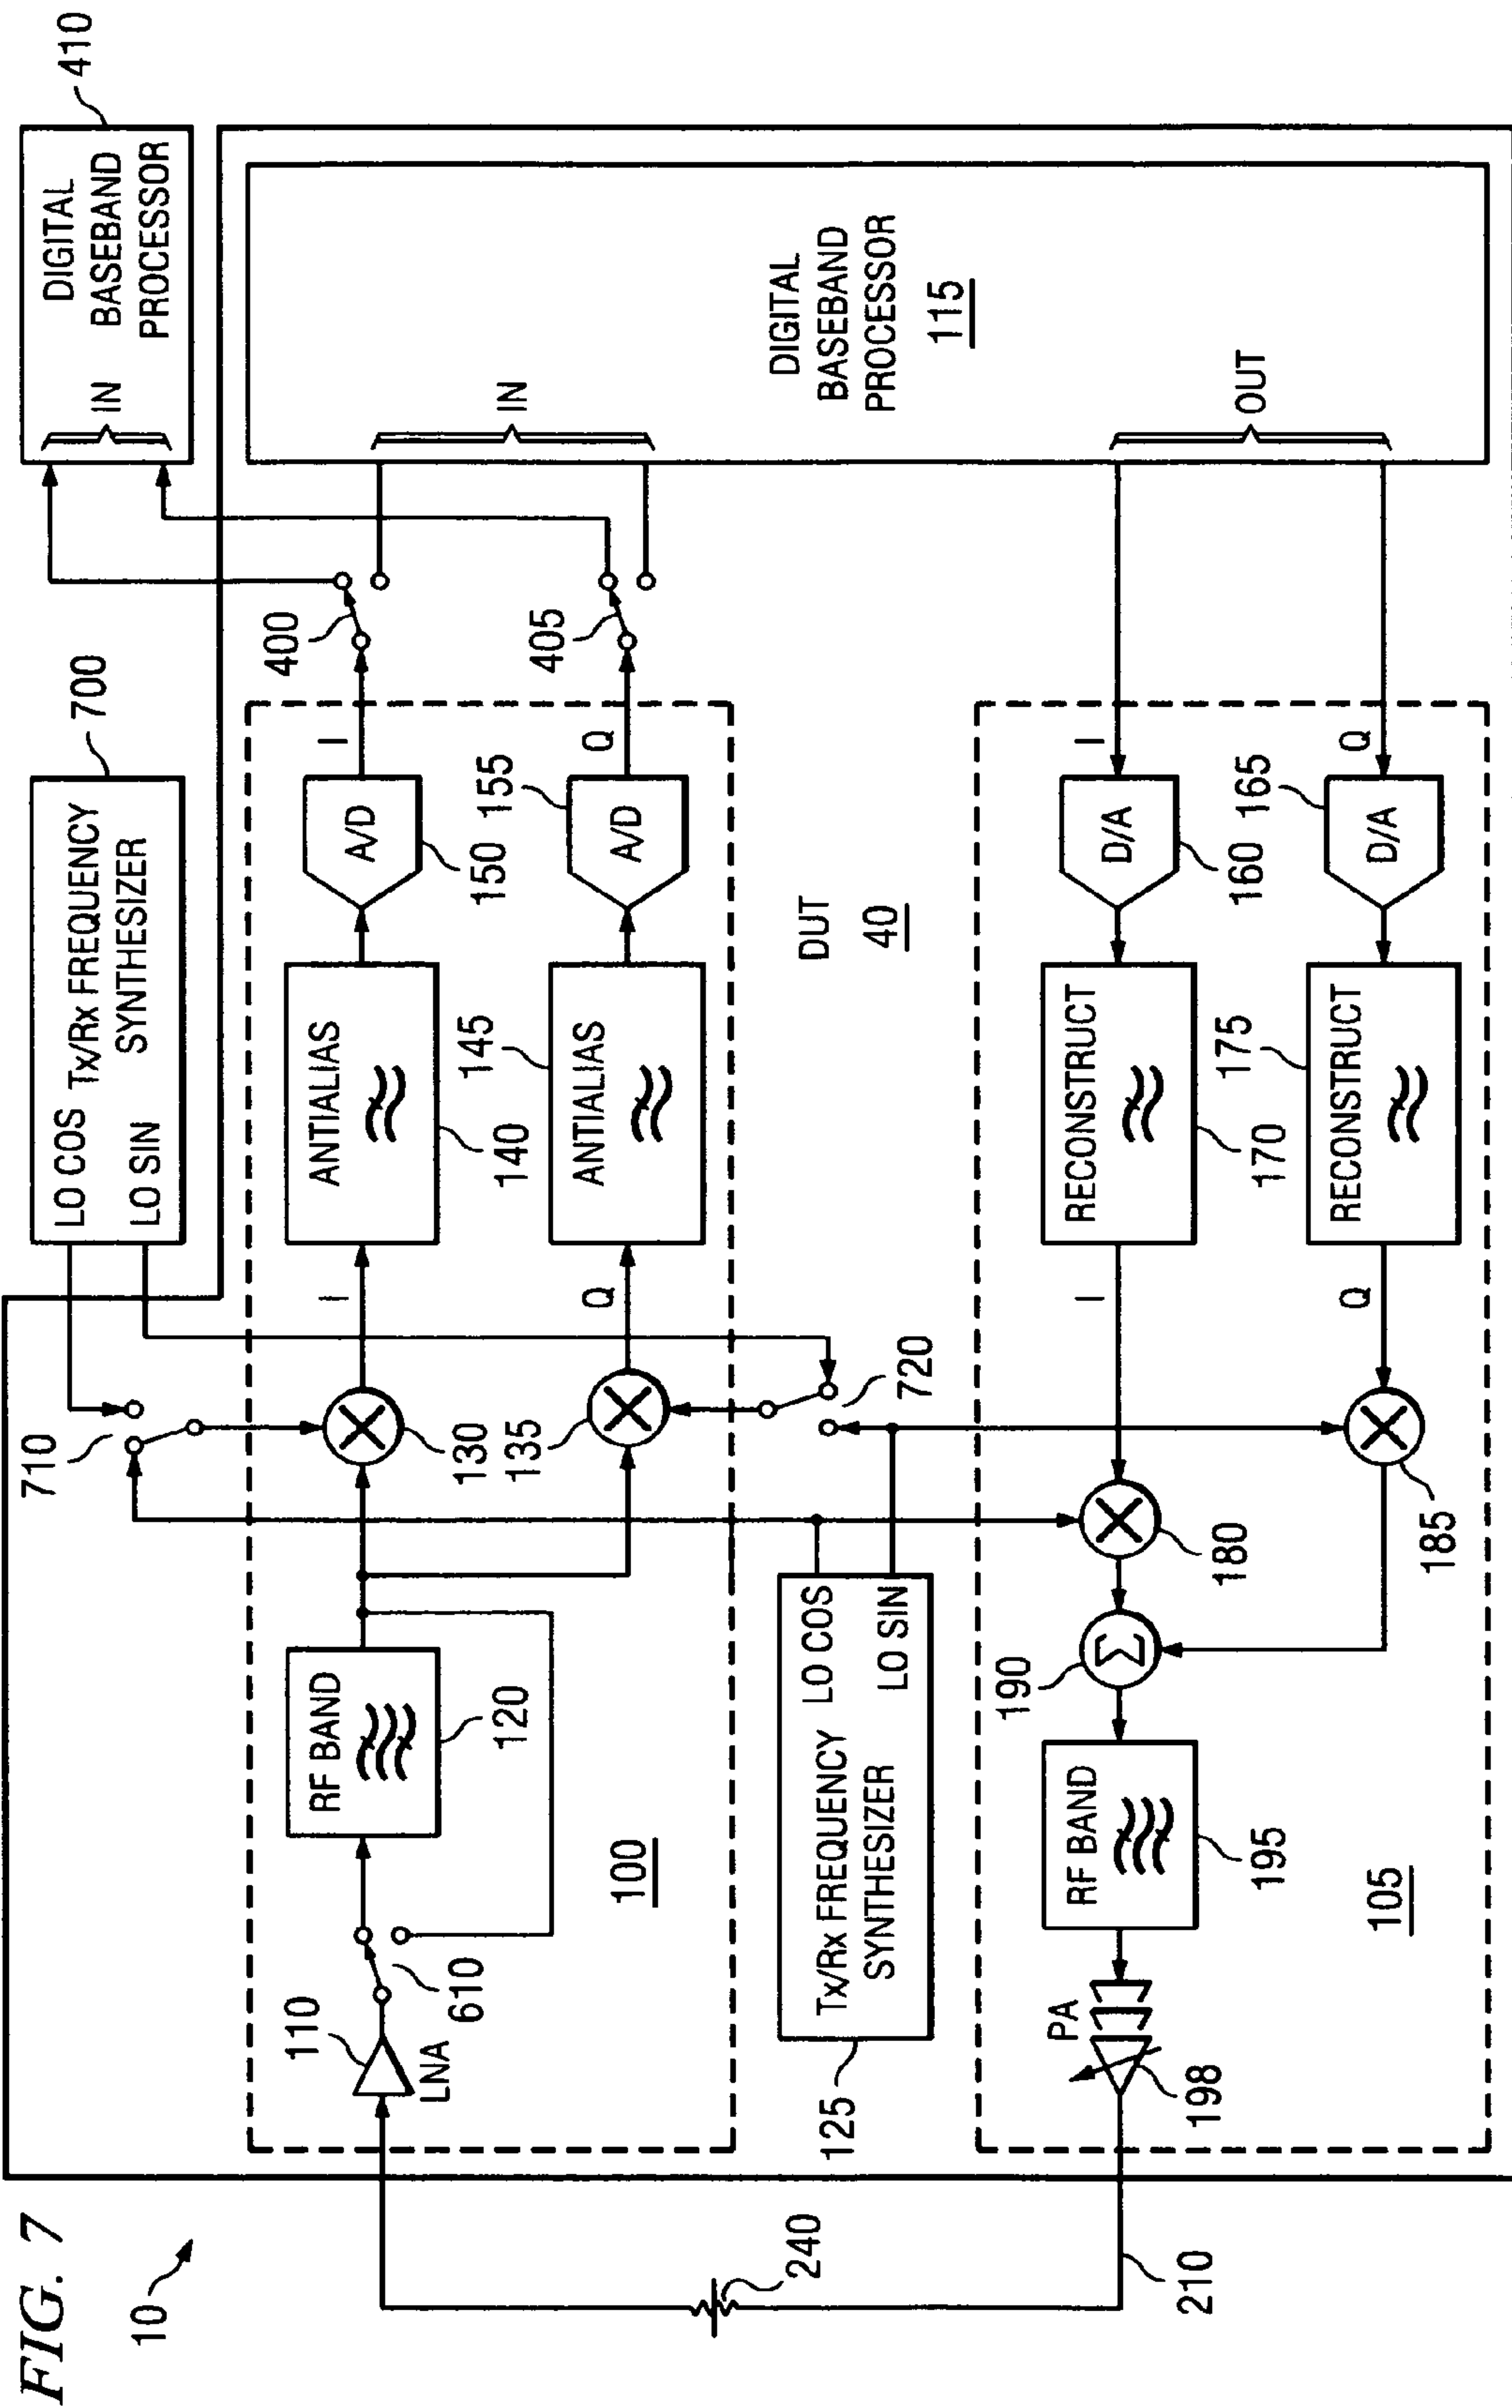 FIG. 7
10
DIGITAL
BASEBAND
PROCESSOR
IN
410
LO COS
Tx/Rx FREQUENCY
SYNTHESIZER
LO SIN
700
710
400
405
DIGITAL
BASEBAND
PROCESSOR
115
IN
OUT
110
LNA
610
RF BAND
120
100
130
135
I
Q
ANTIALIAS
140
ANTIALIAS
145
A/D
150
A/D
155
I
Q
720
DUT
40
Tx/Rx FREQUENCY
SYNTHESIZER
LO COS
LO SIN
125
240
210
PA
198
RF BAND
195
105
190
Σ
180
185
I
Q
RECONSTRUCT
170
RECONSTRUCT
175
D/A
160
D/A
165
I
Q